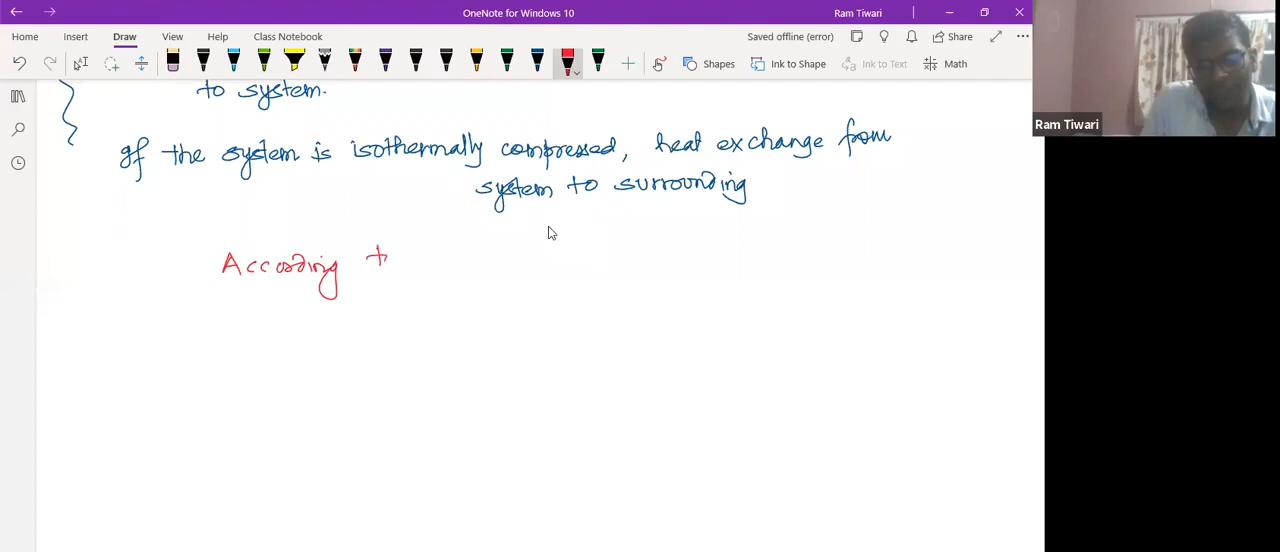 OneNote for Windows 10
Ram Tiwari
Home Insert Draw View Help Class Notebook
Saved offline (error) Share
Shapes Ink to Shape Ink to Text Math
to system.
If the system is isothermally compressed, heat exchange from
system to surrounding
According t
Ram Tiwari